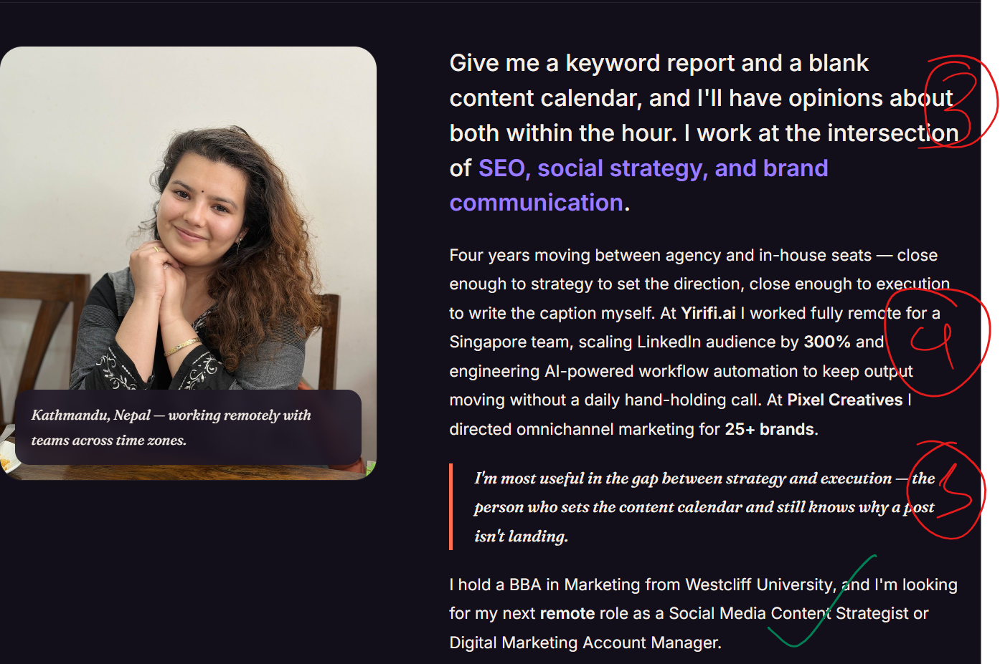 Give me a keyword report and a blank
content calendar, and I'll have opinions about
both within the hour. I work at the intersection
of SEO, social strategy, and brand
communication.
3
Four years moving between agency and in-house seats — close
enough to strategy to set the direction, close enough to execution
to write the caption myself. At Yirifi.ai I worked fully remote for a
Singapore team, scaling LinkedIn audience by 300% and
engineering AI-powered workflow automation to keep output
moving without a daily hand-holding call. At Pixel Creatives I
directed omnichannel marketing for 25+ brands.
4
Kathmandu, Nepal — working remotely with
teams across time zones.
I'm most useful in the gap between strategy and execution — the
person who sets the content calendar and still knows why a post
isn't landing.
I hold a BBA in Marketing from Westcliff University, and I'm looking
for my next remote role as a Social Media Content Strategist or
Digital Marketing Account Manager.